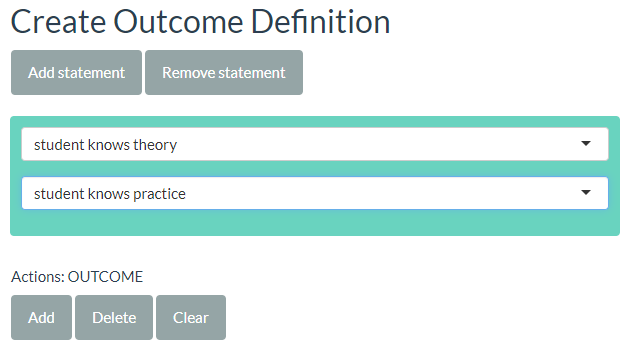 Create Outcome Definition
Add statement Remove statement
student knows theory
student knows practice
Actions: OUTCOME
Add Delete Clear